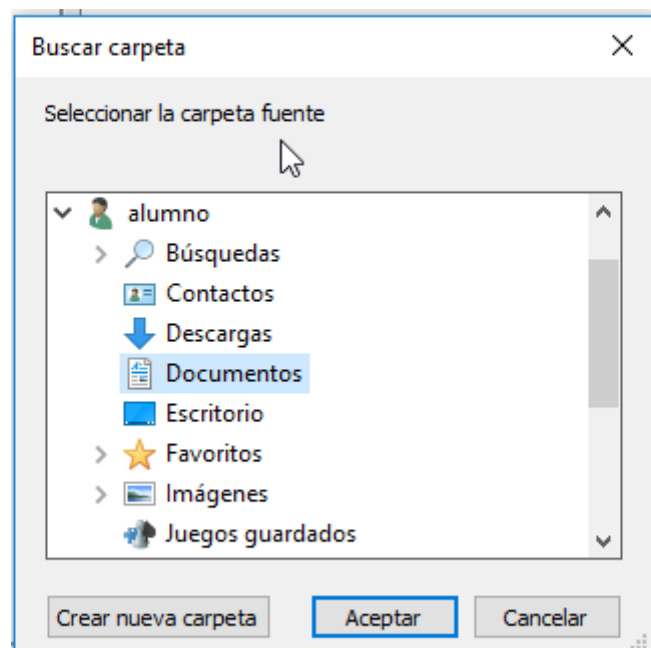 Buscar carpeta
Seleccionar la carpeta fuente
alumno
Búsquedas
Contactos
Descargas
Documentos
Escritorio
Favoritos
Imágenes
Juegos guardados
Crear nueva carpeta Aceptar Cancelar